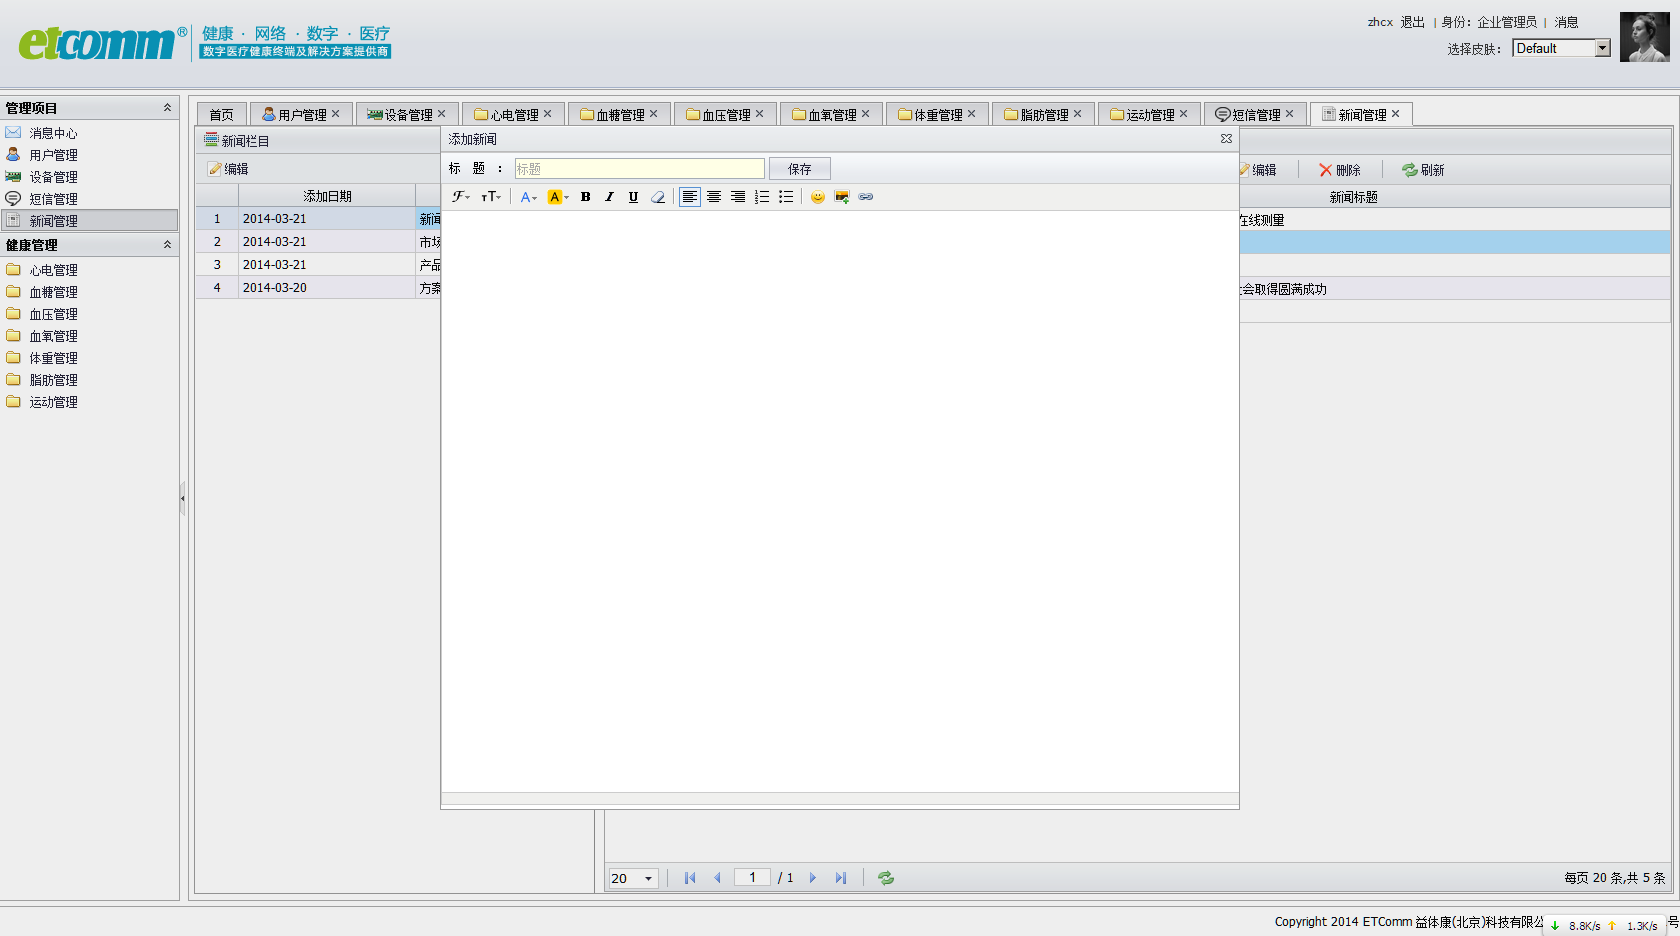 etcomm®
健康 · 网络 · 数字 · 医疗
数字医疗健康终端及解决方案提供商
zhcx 退出 | 身份: 企业管理员 | 消息
选择皮肤: Default
管理项目
消息中心
用户管理
设备管理
短信管理
新闻管理
健康管理
心电管理
血糖管理
血压管理
血氧管理
体重管理
脂肪管理
运动管理
首页 用户管理 设备管理 心电管理 血糖管理 血压管理 血氧管理 体重管理 脂肪管理 运动管理 短信管理 新闻管理
新闻栏目
编辑
添加日期
1 2014-03-21 新闻
2 2014-03-21 市场
3 2014-03-21 产品
4 2014-03-20 方案
添加新闻
标 题 : 标题 保存
编辑 删除 刷新
新闻标题
在线测量
会取得圆满成功
20 1 / 1
每页 20 条,共 5 条
Copyright 2014 ETComm 益体康(北京)科技有限公
号
8.8K/s 1.3K/s